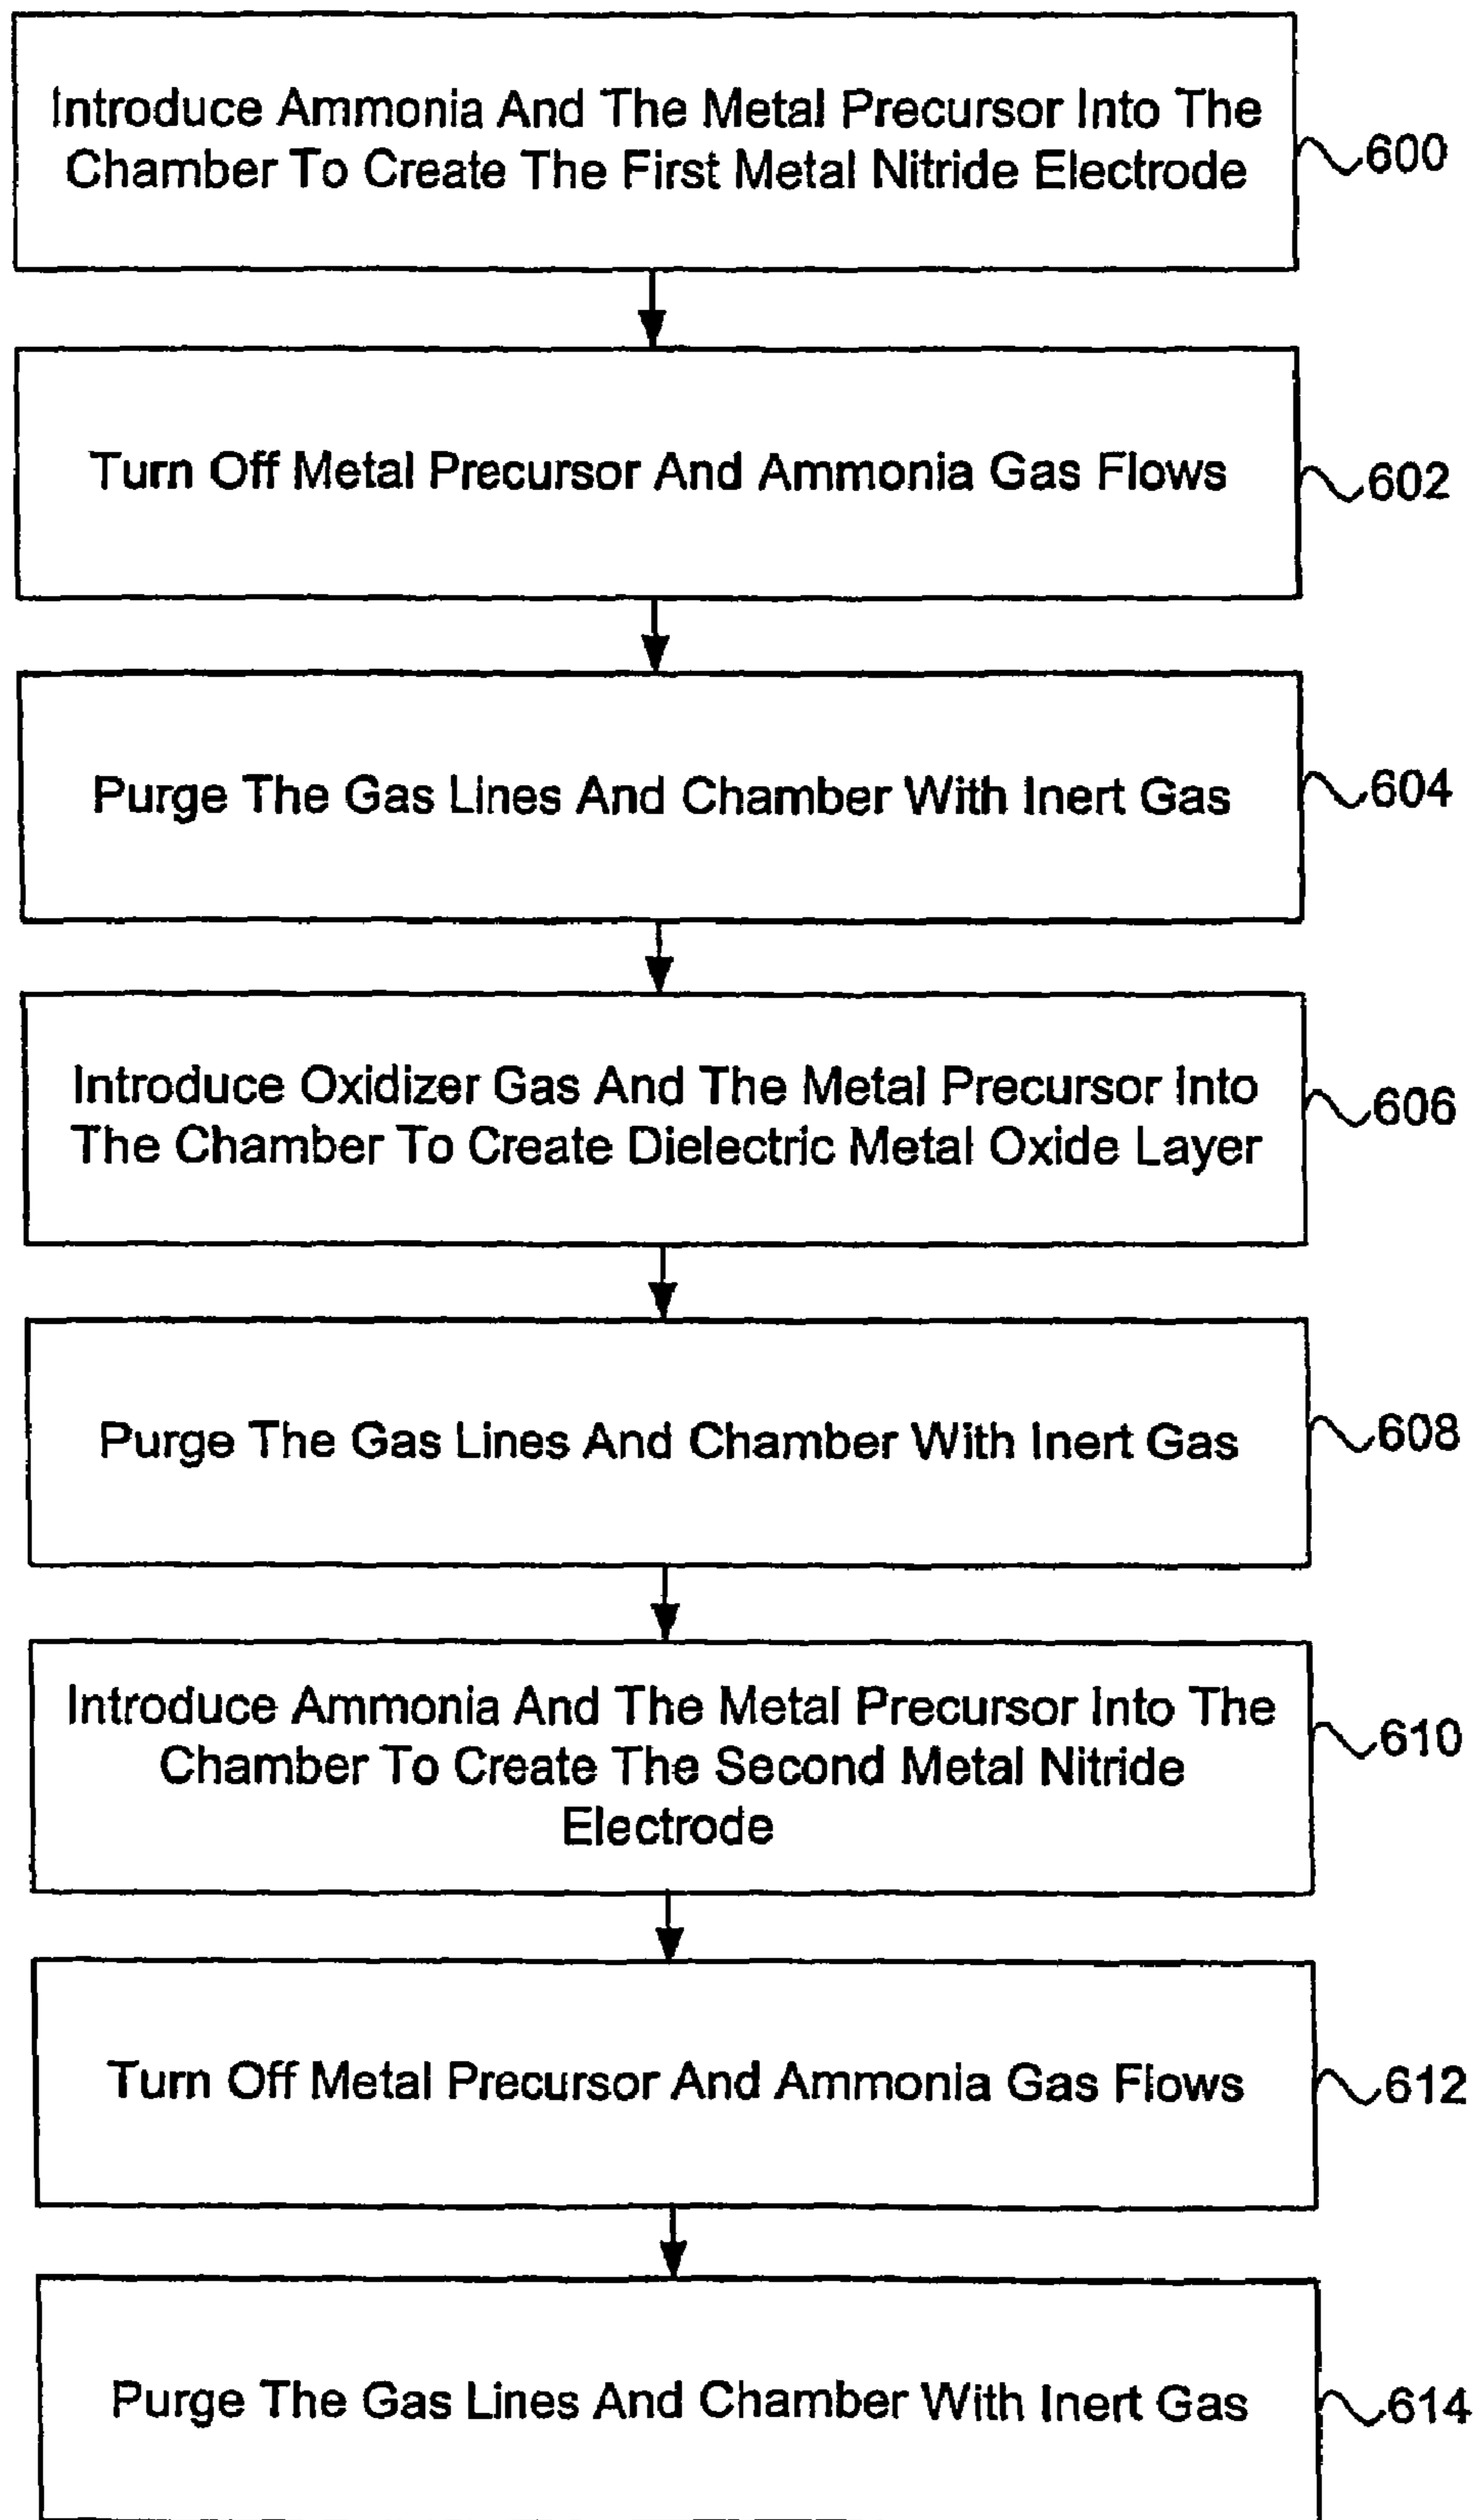 Introduce Ammonia And The Metal Precursor Into The
Chamber To Create The First Metal Nitride Electrode
600
Turn Off Metal Precursor And Ammonia Gas Flows
602
Purge The Gas Lines And Chamber With Inert Gas
604
Introduce Oxidizer Gas And The Metal Precursor Into
The Chamber To Create Dielectric Metal Oxide Layer
606
Purge The Gas Lines And Chamber With Inert Gas
608
Introduce Ammonia And The Metal Precursor Into The
Chamber To Create The Second Metal Nitride
Electrode
610
Turn Off Metal Precursor And Ammonia Gas Flows
612
Purge The Gas Lines And Chamber With Inert Gas
614